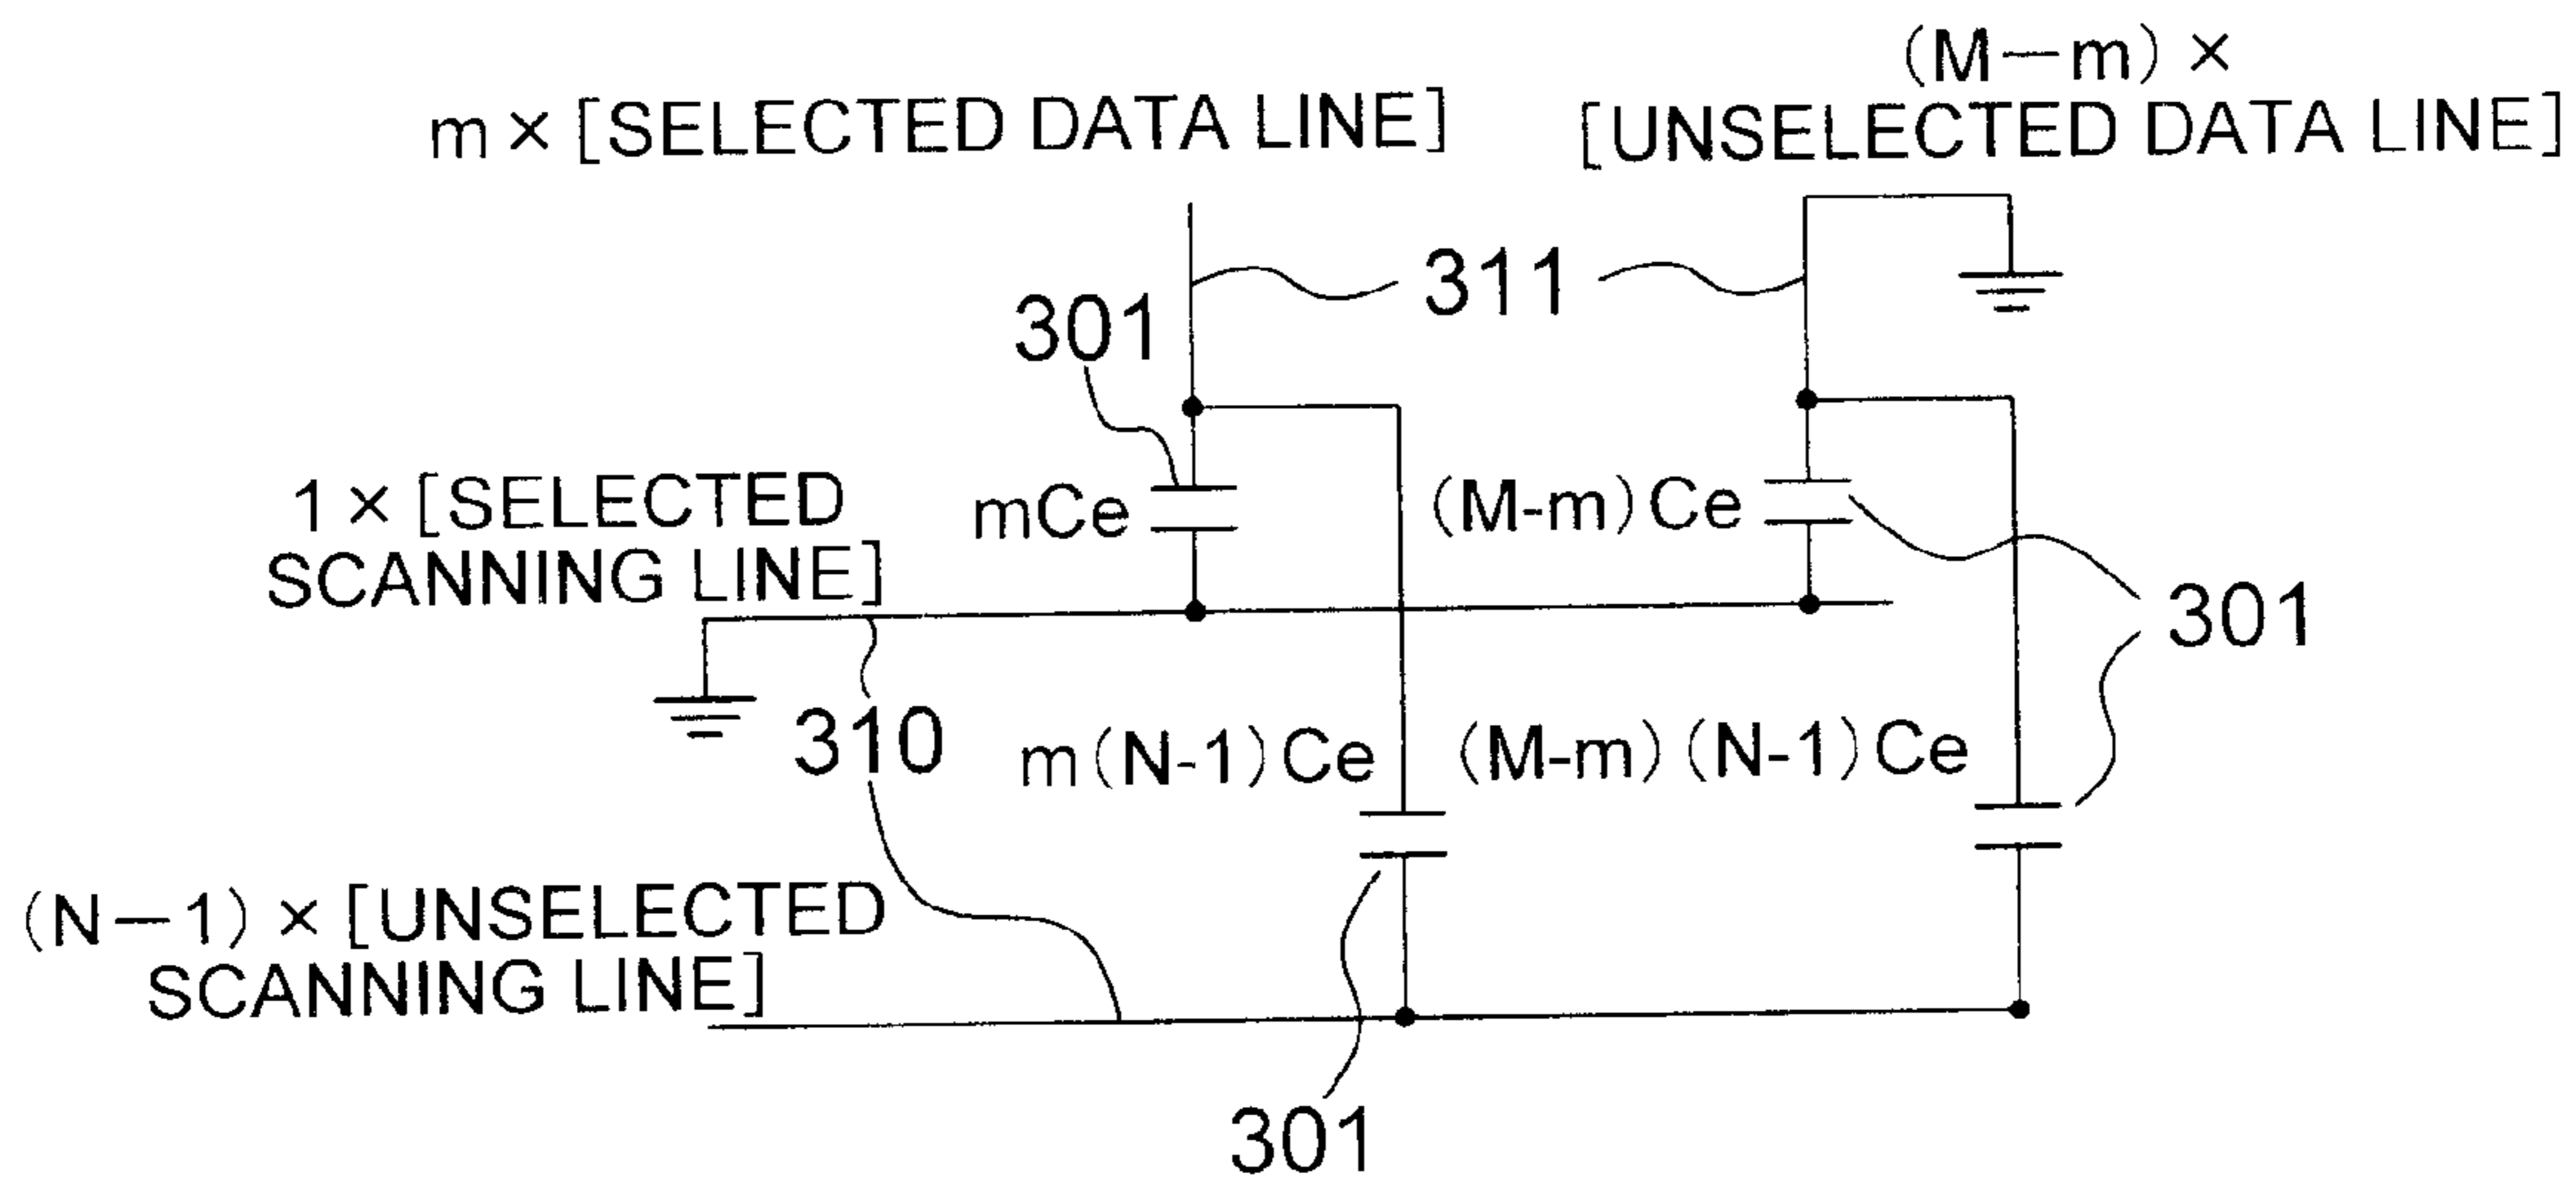 (M－m)×
m×[SELECTED DATA LINE]
[UNSELECTED DATA LINE]
311
301
1×[SELECTED
SCANNING LINE]
mCe
(M-m)Ce
301
310
m(N-1)Ce
(M-m)(N-1)Ce
(N－1)×[UNSELECTED
SCANNING LINE]
301